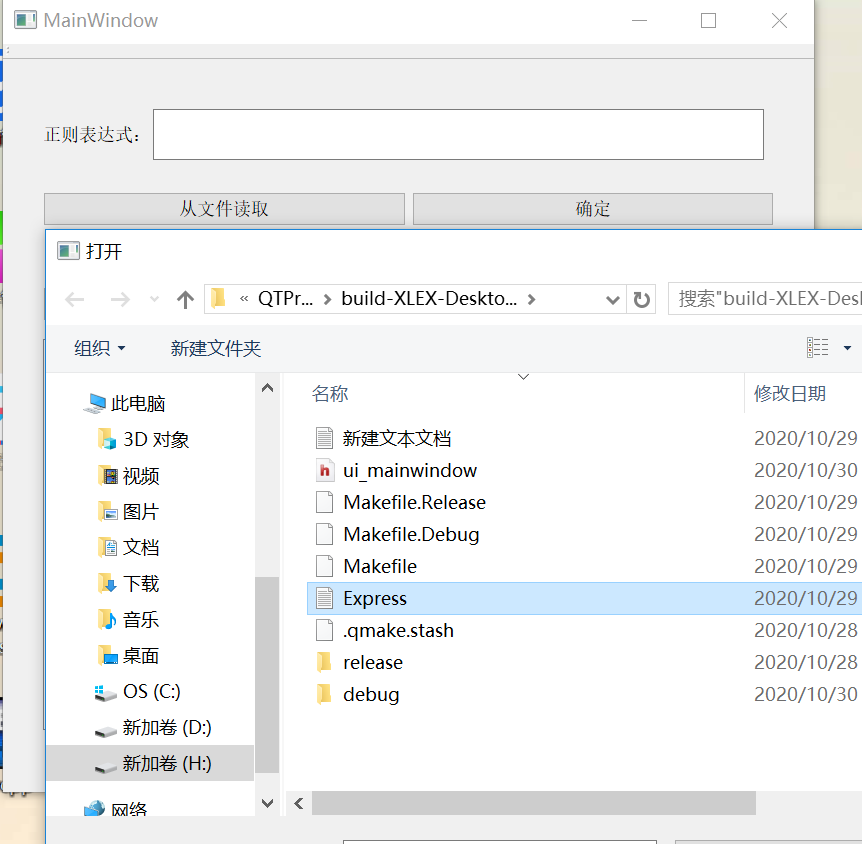 MainWindow
正则表达式：
从文件读取
确定
打开
« QTPr... > build-XLEX-Deskto... >
搜索"build-XLEX-Desk
组织
新建文件夹
名称
修改日期
此电脑
3D 对象
视频
图片
文档
下载
音乐
桌面
OS (C:)
新加卷 (D:)
新加卷 (H:)
网络
新建文本文档 2020/10/29
ui_mainwindow 2020/10/30
Makefile.Release 2020/10/29
Makefile.Debug 2020/10/29
Makefile 2020/10/29
Express 2020/10/29
.qmake.stash 2020/10/28
release 2020/10/28
debug 2020/10/30